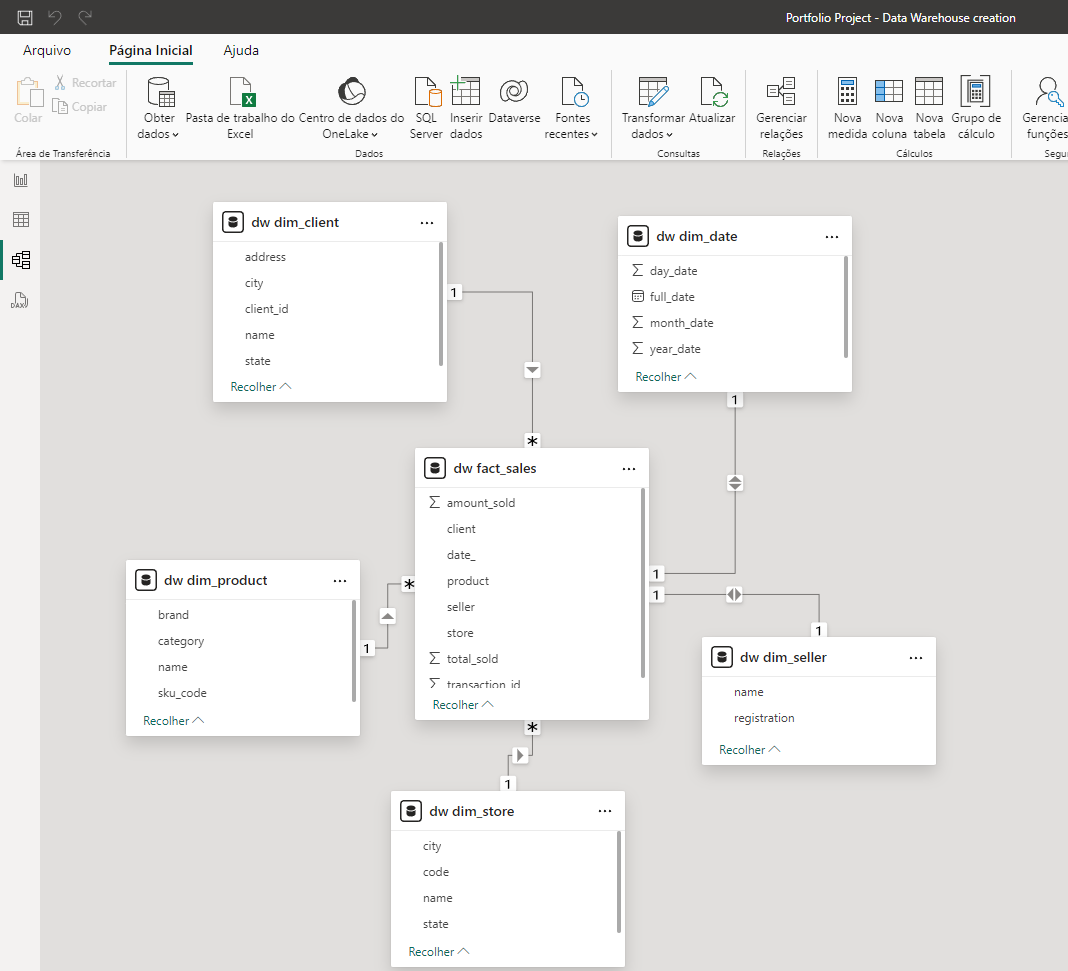 Portfolio Project - Data Warehouse creation
Arquivo
Página Inicial
Ajuda
Colar
Recortar
Copiar
Área de Transferência
Obter
dados
Pasta de trabalho do
Excel
Centro de dados do
OneLake
SQL
Server
Inserir
dados
Dataverse
Fontes
recentes
Dados
Transformar
dados
Atualizar
Consultas
Gerenciar
relações
Relações
Nova
medida
Nova
coluna
Nova
tabela
Grupo de
cálculo
Cálculos
Gerencia
funções
Segu
DAX
dw dim_client
address
city
client_id
name
state
Recolher
1
*
dw dim_date
day_date
full_date
month_date
year_date
Recolher
1
1
dw fact_sales
amount_sold
client
date_
product
seller
store
total_sold
transaction_id
Recolher
dw dim_product
brand
category
name
sku_code
Recolher
1
*
1
1
dw dim_seller
name
registration
Recolher
*
1
dw dim_store
city
code
name
state
Recolher